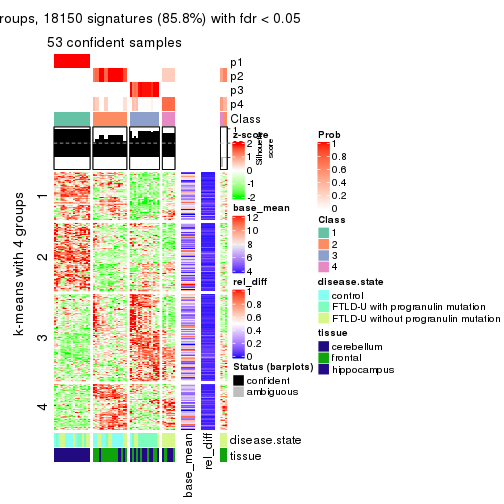 roups, 18150 signatures (85.8%) with fdr < 0.05
53 confident samples
p1
p2
p3
p4
Class
1
0
Silhouette
score
k-means with 4 groups
1
2
3
4
z-score
2
1
0
-1
-2
base_mean
12
10
8
6
4
rel_diff
1
0.8
0.6
0.4
0.2
0
Status (barplots)
confident
ambiguous
Prob
1
0.8
0.6
0.4
0.2
0
Class
1
2
3
4
disease.state
control
FTLD-U with progranulin mutation
FTLD-U without progranulin mutation
tissue
cerebellum
frontal
hippocampus
disease.state
tissue
base_mean
rel_diff